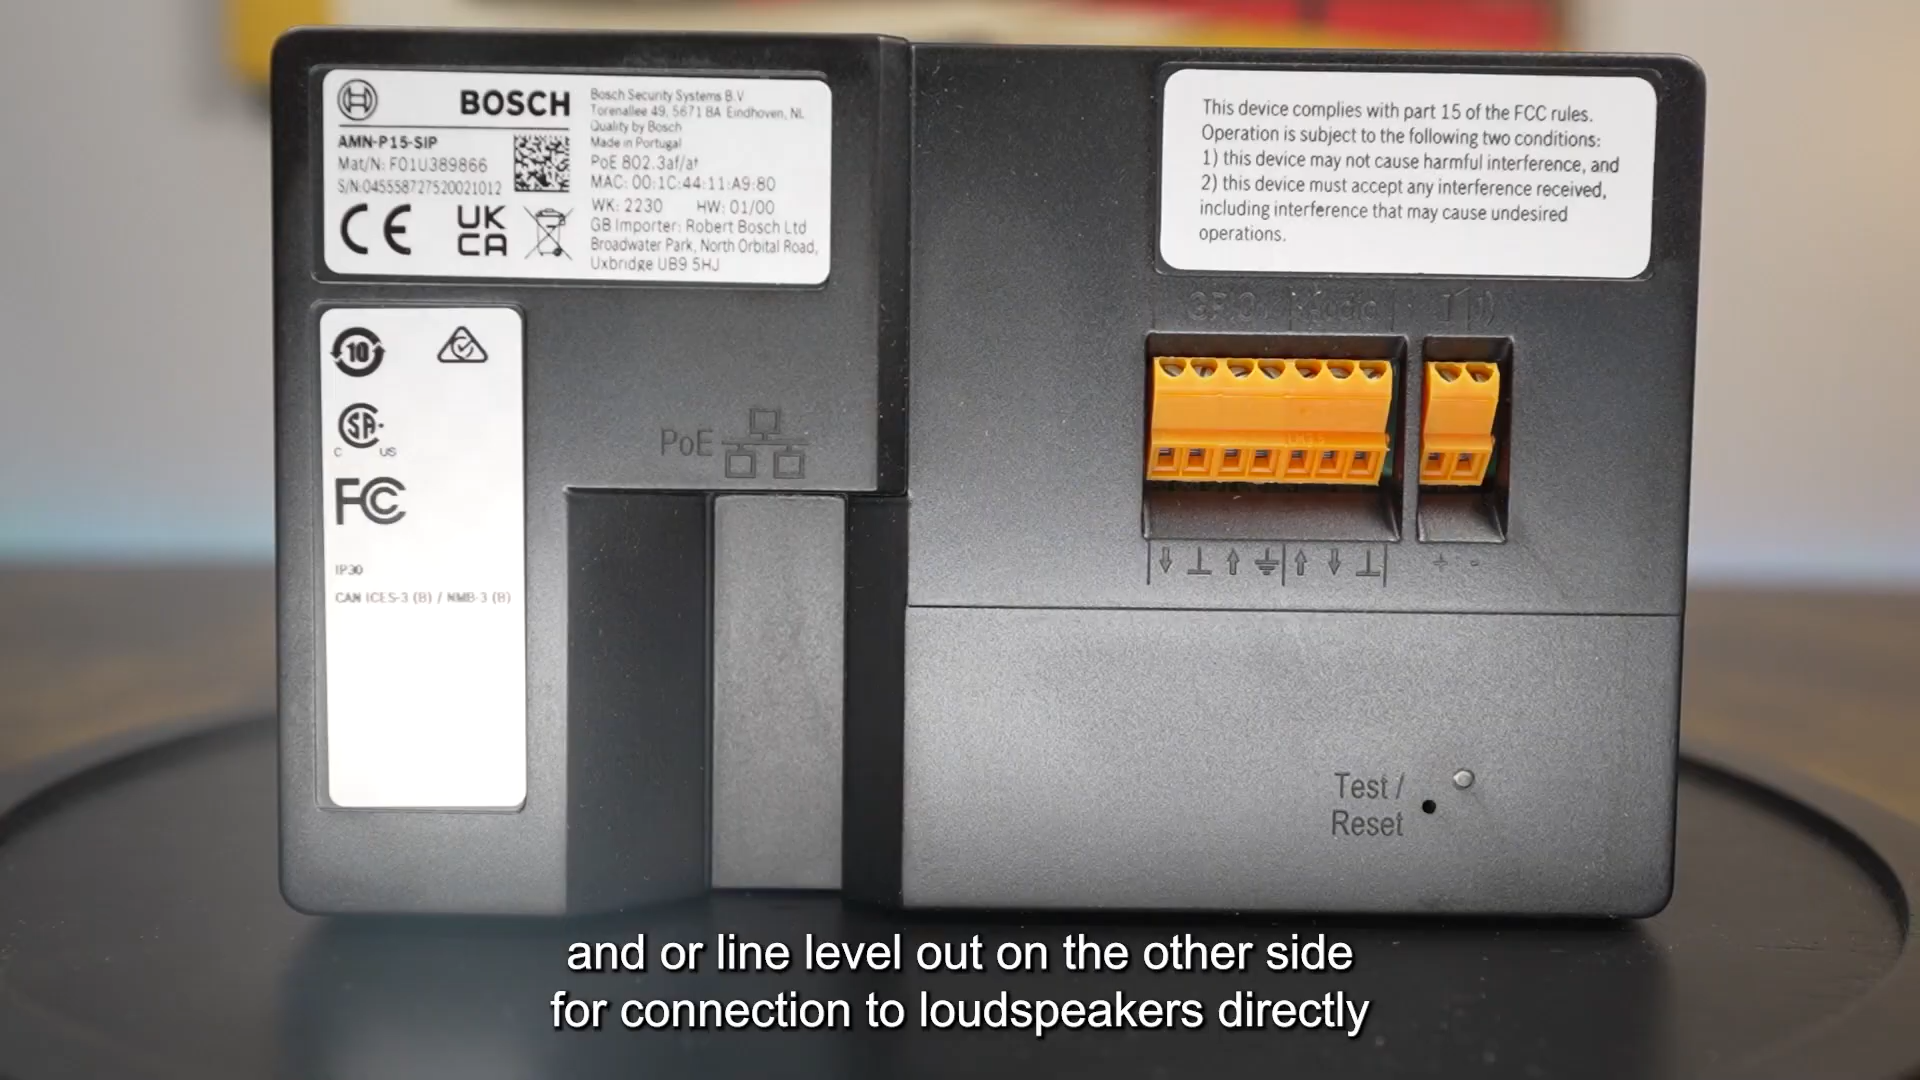 BOSCH
AMN-P15-SIP
Mat/N: F01U389866
S/N:045558727520021012
CE
UK
CA
Bosch Security Systems B.V
Torenallee 49, 5671 BA Eindhoven, NL
Quality by Bosch
Made in Portugal
PoE 802.3af/at
MAC: 00:1C:44:11:A9:80
WK: 2230 HW: 01/00
GB Importer: Robert Bosch Ltd
Broadwater Park, North Orbital Road,
Uxbridge UB9 5HJ
This device complies with part 15 of the FCC rules.
Operation is subject to the following two conditions:
1) this device may not cause harmful interference, and
2) this device must accept any interference received,
including interference that may cause undesired
operations.
GPIO Audio
10
SA
C US
FC
IP30
CAN ICES-3 (B) / NMB-3 (B)
PoE
+ -
Test /
Reset
and or line level out on the other side
for connection to loudspeakers directly